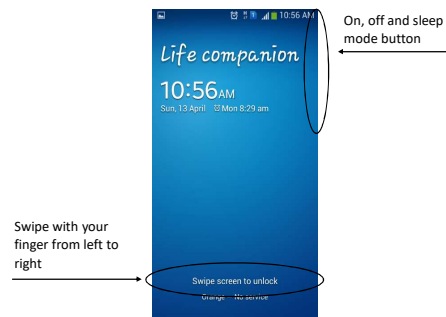 10:56 AM
On, off and sleep
mode button
Life companion
10:56AM
Sun, 13 April Mon 8:29 am
Swipe with your
finger from left to
right
Swipe screen to unlock
Orange — No service